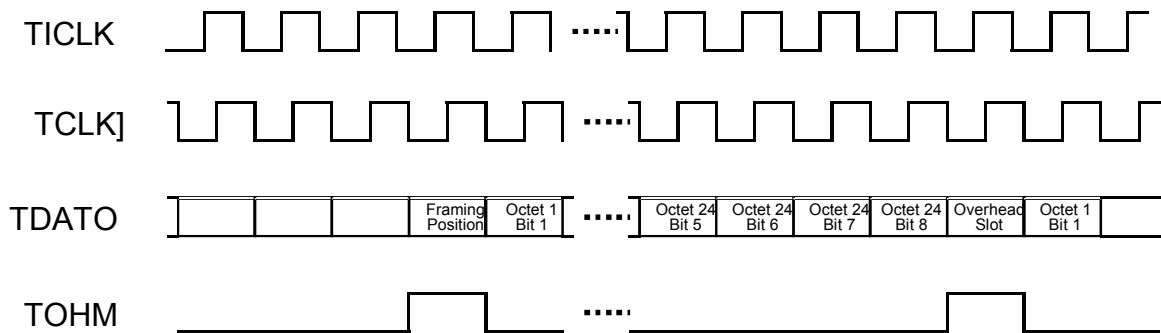 TICLK
TCLK]
TDATO
Framing
Position
Octet 1
Bit 1
Octet 24
Bit 5
Octet 24
Bit 6
Octet 24
Bit 7
Octet 24
Bit 8
Overhead
Slot
Octet 1
Bit 1
TOHM